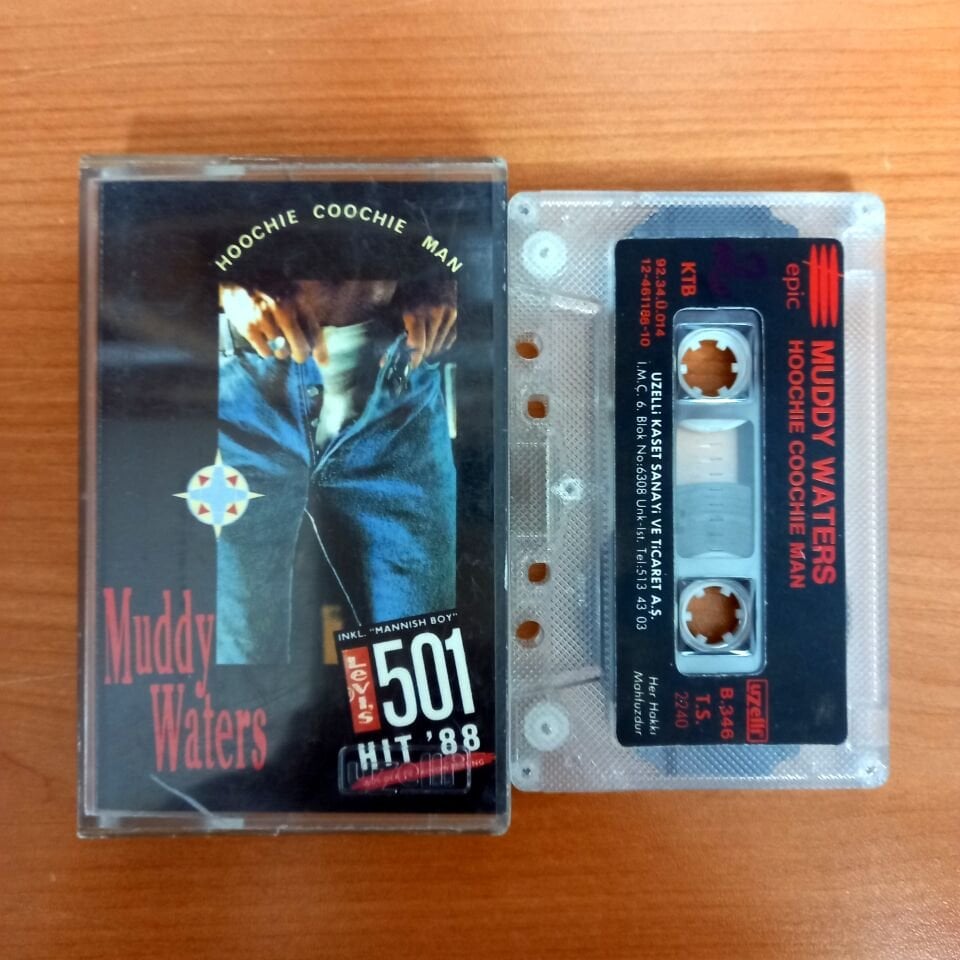 HOOCHIE COOCHIE MAN
Muddy
Waters
INKL. "MANNISH BOY"
Levi's
501
HIT '88
epic
MUDDY WATERS
HOOCHIE COOCHIE MAN
KTB
92.34.Ü.014
12-461186-10
UZELLİ KASET SANAYİ VE TİCARET A.Ş.
İ.M.Ç. 6. Blok No:6308 Unk-İst. Tel:513 43 03
uzelli
B.346
T.S.
2240
Her Hakkı
Mahfuzdur